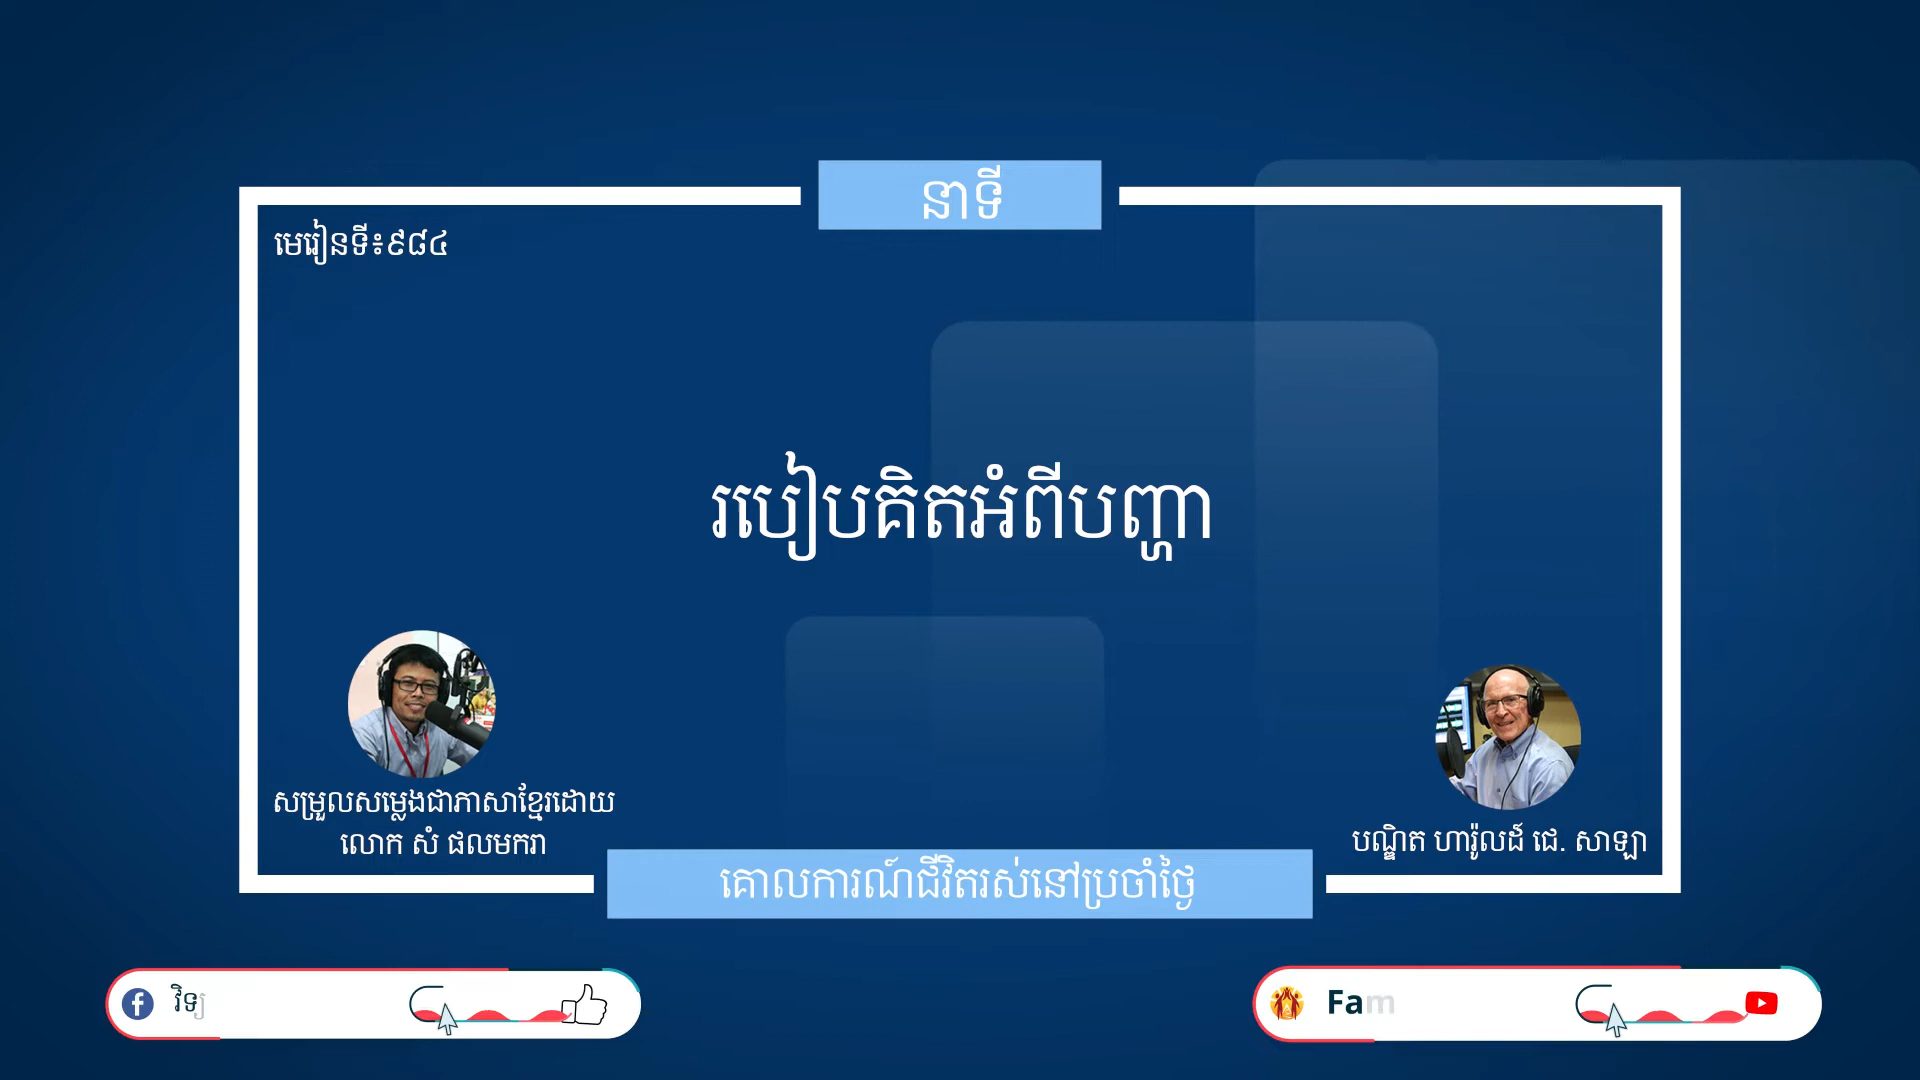 នាទី
មេរៀនទី៖៩៨៤
របៀបគិតអំពីបញ្ហា
សម្រួលសម្លេងជាភាសាខ្មែរដោយ
លោក សំ ផលមករា
បណ្ឌិត ហារ៉ូលដ៍ ជេ. សាឡា
គោលការណ៍ជីវិតរស់នៅប្រចាំថ្ងៃ
វិទ្យ
Fam